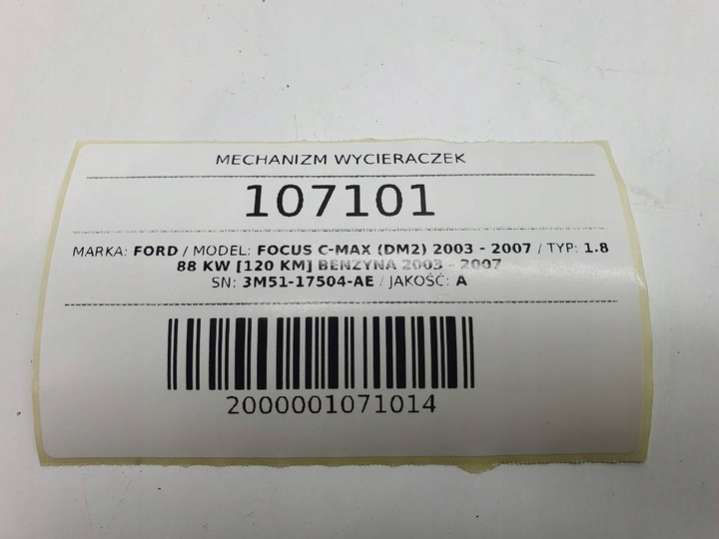 MECHANIZM WYCIERACZEK
107101
MARKA: FORD / MODEL: FOCUS C-MAX (DM2) 2003 - 2007 / TYP: 1.8
88 KW [120 KM] BENZYNA 2003 - 2007
SN: 3M51-17504-AE / JAKOŚĆ: A
2000001071014